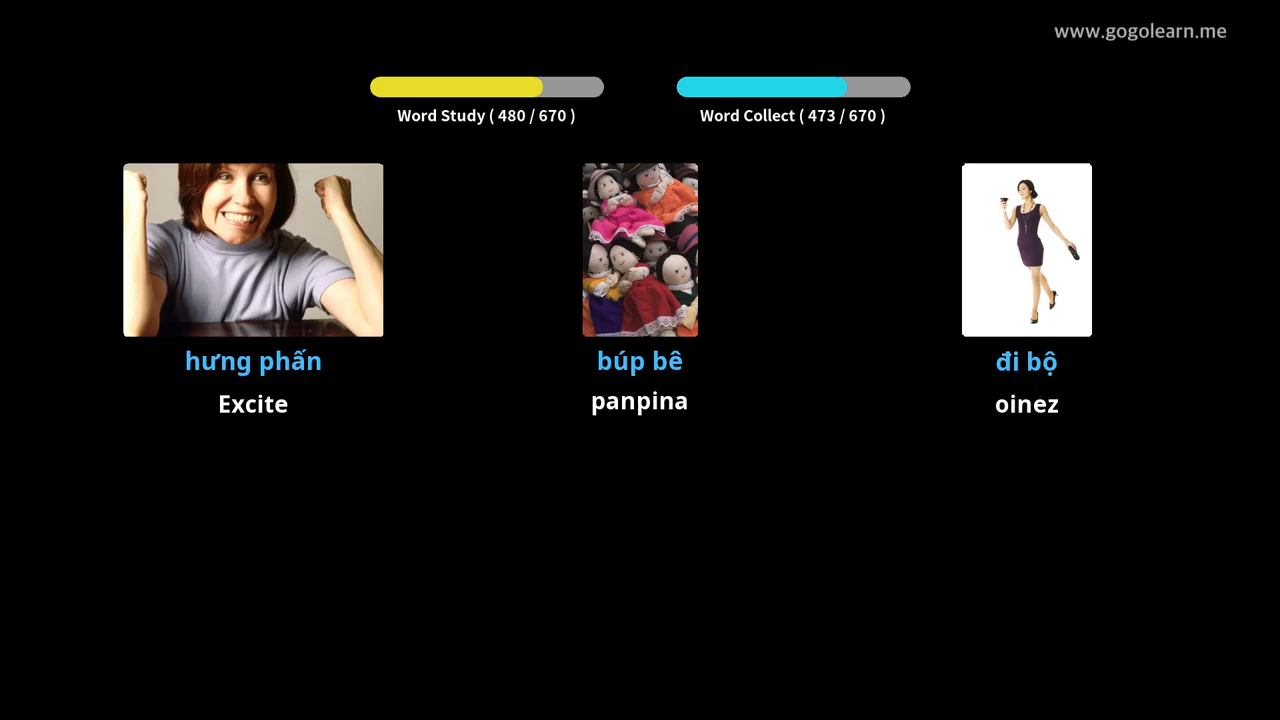 www.gogolearn.me
Word Study ( 480 / 670 )
Word Collect ( 473 / 670 )
hưng phấn
búp bê
đi bộ
Excite
panpina
oinez